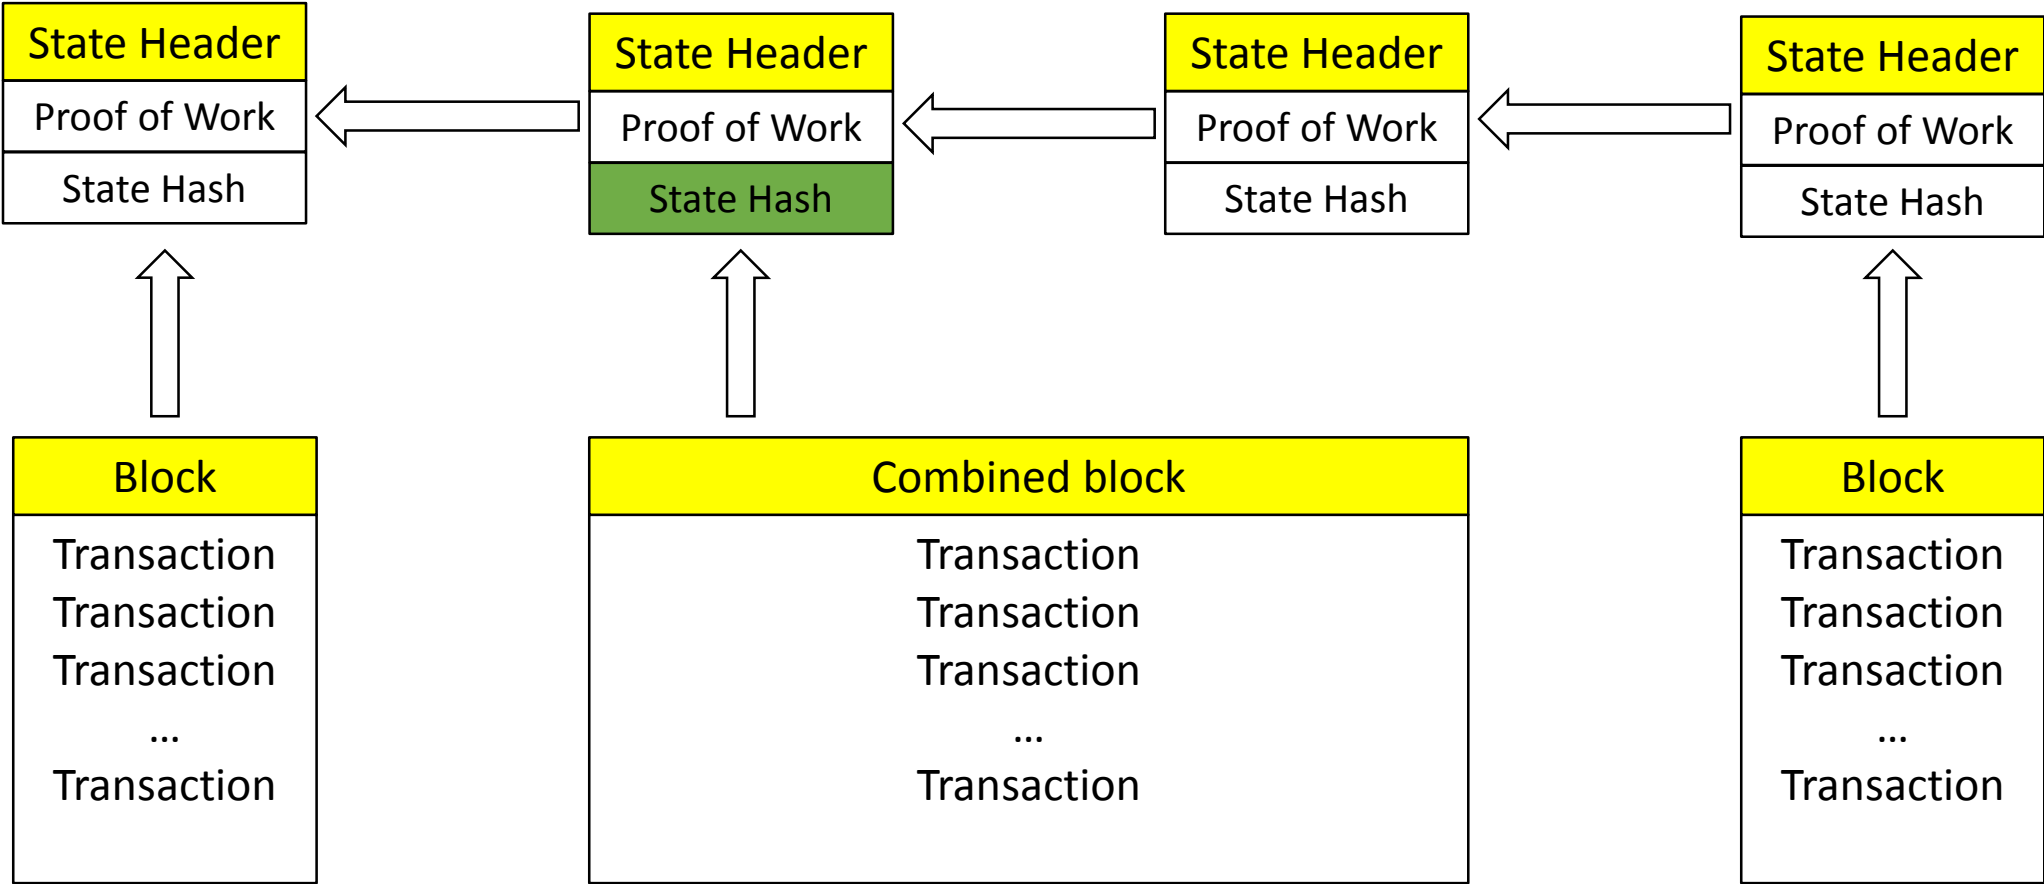 State Header
Proof of Work
State Hash
State Header
Proof of Work
State Hash
State Header
Proof of Work
State Hash
State Header
Proof of Work
State Hash
Block
Transaction
Transaction
Transaction
...
Transaction
Combined block
Transaction
Transaction
Transaction
...
Transaction
Block
Transaction
Transaction
Transaction
...
Transaction